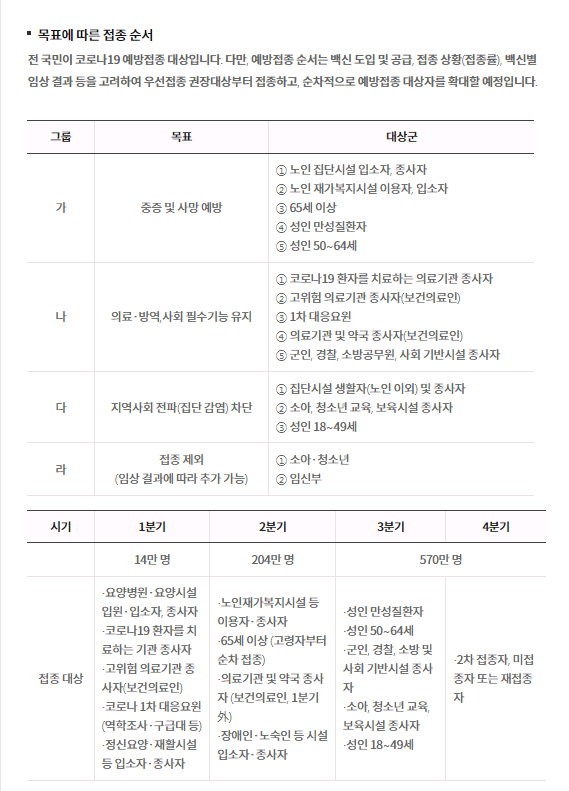 목표에 따른 접종 순서
전 국민이 코로나19 예방접종 대상입니다. 다만, 예방접종 순서는 백신 도입 및 공급, 접종 상황(접종률), 백신별
임상 결과 등을 고려하여 우선접종 권장대상부터 접종하고, 순차적으로 예방접종 대상자를 확대할 예정입니다.
그룹 목표 대상군
가 중증 및 사망 예방
① 노인 집단시설 입소자, 종사자
② 노인 재가복지시설 이용자, 입소자
③ 65세 이상
④ 성인 만성질환자
⑤ 성인 50~64세
나 의료·방역,사회 필수기능 유지
① 코로나19 환자를 치료하는 의료기관 종사자
② 고위험 의료기관 종사자(보건의료인)
③ 1차 대응요원
④ 의료기관 및 약국 종사자(보건의료인)
⑤ 군인, 경찰, 소방공무원, 사회 기반시설 종사자
다 지역사회 전파(집단 감염) 차단
① 집단시설 생활자(노인 이외) 및 종사자
② 소아, 청소년 교육, 보육시설 종사자
③ 성인 18~49세
라 접종 제외
(임상 결과에 따라 추가 가능)
① 소아·청소년
② 임신부
시기 1분기 2분기 3분기 4분기
14만 명 204만 명 570만 명
접종 대상
·요양병원·요양시설
입원·입소자, 종사자
·코로나19 환자를 치
료하는 기관 종사자
·고위험 의료기관 종
사자(보건의료인)
·코로나 1차 대응요원
(역학조사·구급대 등)
·정신요양·재활시설
등 입소자·종사자
·노인재가복지시설 등
이용자·종사자
·65세 이상 (고령자부터
순차 접종)
·의료기관 및 약국 종사
자 (보건의료인, 1분기
外)
·장애인·노숙인 등 시설
입소자·종사자
·성인 만성질환자
·성인 50~64세
·군인, 경찰, 소방 및
사회 기반시설 종사
자
·소아, 청소년 교육,
보육시설 종사자
·성인 18~49세
·2차 접종자, 미접
종자 또는 재접종
자